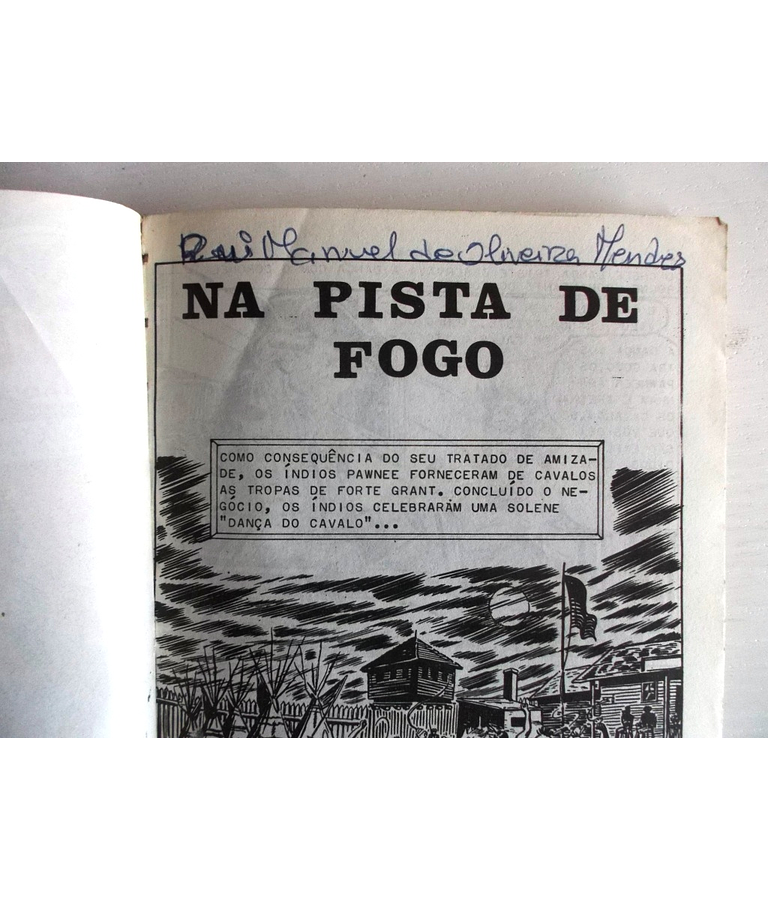 Rui Manuel de Oliveira Mendes
NA PISTA DE
FOGO
COMO CONSEQUÊNCIA DO SEU TRATADO DE AMIZA-
DE, OS ÍNDIOS PAWNEE FORNECERAM DE CAVALOS
AS TROPAS DE FORTE GRANT. CONCLUÍDO O NE-
GÓCIO, OS ÍNDIOS CELEBRARAM UMA SOLENE
"DANÇA DO CAVALO"...